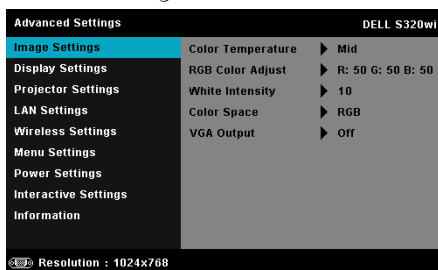 Advanced Settings DELL S320wi
Image Settings Color Temperature Mid
Display Settings RGB Color Adjust R: 50 G: 50 B: 50
Projector Settings White Intensity 10
LAN Settings Color Space RGB
Wireless Settings VGA Output Off
Menu Settings
Power Settings
Interactive Settings
Information
Resolution : 1024x768